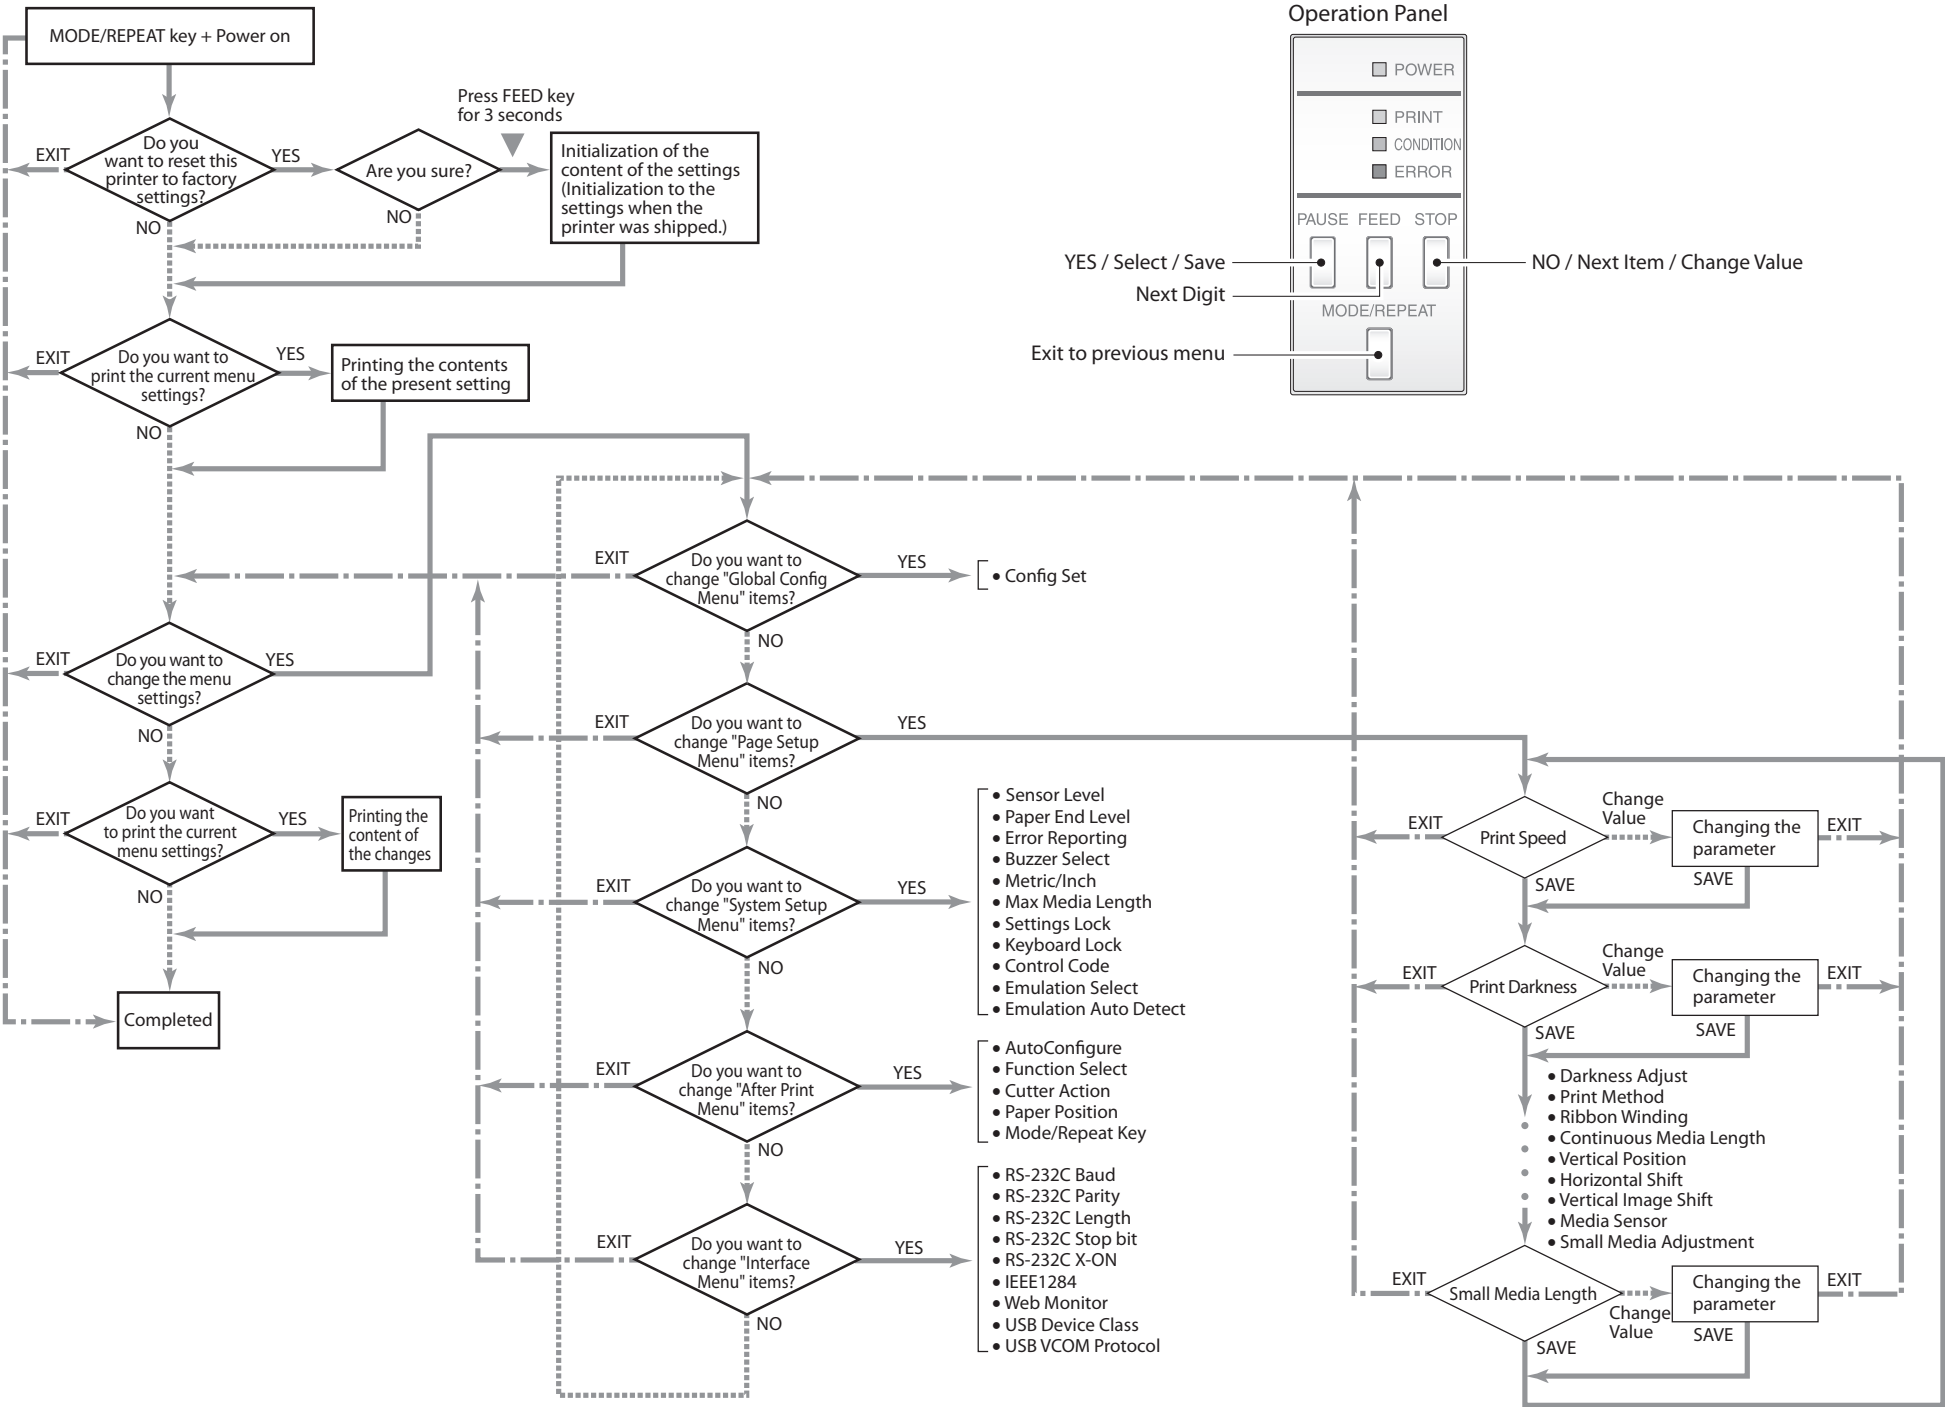 MODE/REPEAT key + Power on
Do you
want to reset this
printer to factory
settings?
EXIT
YES
NO
Are you sure?
NO
Press FEED key
for 3 seconds
Initialization of the
content of the settings
(Initialization to the
settings when the
printer was shipped.)
Do you want to
print the current menu
settings?
EXIT
YES
NO
Printing the contents
of the present setting
Do you want to
change the menu
settings?
EXIT
YES
NO
Do you want
to print the current
menu settings?
EXIT
YES
NO
Printing the
content of
the changes
Completed
Operation Panel
POWER
PRINT
CONDITION
ERROR
PAUSE FEED STOP
MODE/REPEAT
YES / Select / Save
Next Digit
Exit to previous menu
NO / Next Item / Change Value
Do you want to
change "Global Config
Menu" items?
EXIT
YES
NO
• Config Set
Do you want to
change "Page Setup
Menu" items?
EXIT
YES
NO
Do you want to
change "System Setup
Menu" items?
EXIT
YES
NO
• Sensor Level
• Paper End Level
• Error Reporting
• Buzzer Select
• Metric/Inch
• Max Media Length
• Settings Lock
• Keyboard Lock
• Control Code
• Emulation Select
• Emulation Auto Detect
Do you want to
change "After Print
Menu" items?
EXIT
YES
NO
• AutoConfigure
• Function Select
• Cutter Action
• Paper Position
• Mode/Repeat Key
Do you want to
change "Interface
Menu" items?
EXIT
YES
NO
• RS-232C Baud
• RS-232C Parity
• RS-232C Length
• RS-232C Stop bit
• RS-232C X-ON
• IEEE1284
• Web Monitor
• USB Device Class
• USB VCOM Protocol
EXIT
Print Speed
Change
Value
Changing the
parameter
EXIT
SAVE
SAVE
EXIT
Print Darkness
Change
Value
Changing the
parameter
EXIT
SAVE
SAVE
• Darkness Adjust
• Print Method
• Ribbon Winding
• Continuous Media Length
• Vertical Position
• Horizontal Shift
• Vertical Image Shift
• Media Sensor
• Small Media Adjustment
EXIT
Small Media Length
Change
Value
Changing the
parameter
EXIT
SAVE
SAVE